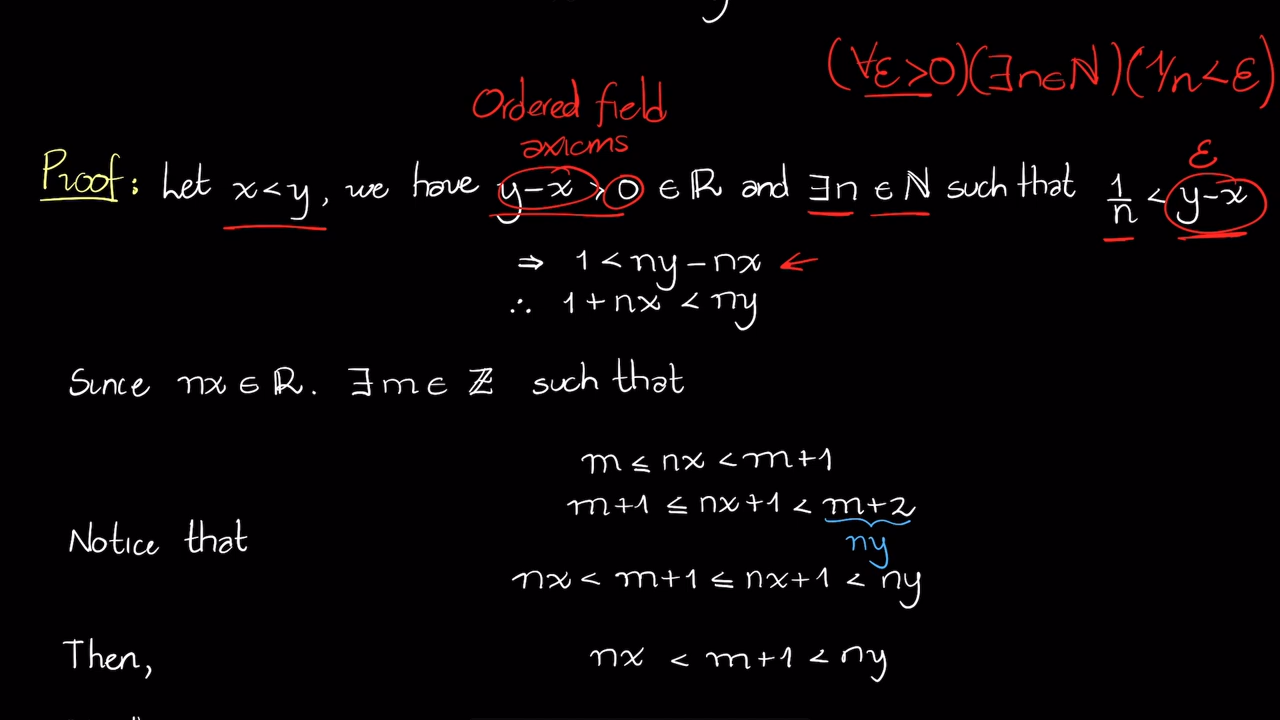 (∀ε>0)(∃n∈ℕ)(1/n<ε)
Ordered field
axioms
ε
Proof: Let x<y, we have y-x>0 ∈ ℝ and ∃n ∈ ℕ such that 1/n < y-x
⇒ 1 < ny - nx ←
∴ 1 + nx < ny
Since nx ∈ ℝ. ∃ m ∈ ℤ such that
m ≤ nx < m+1
m+1 ≤ nx+1 < m+2
Notice that
ny
nx < m+1 ≤ nx+1 < ny
Then, nx < m+1 < ny